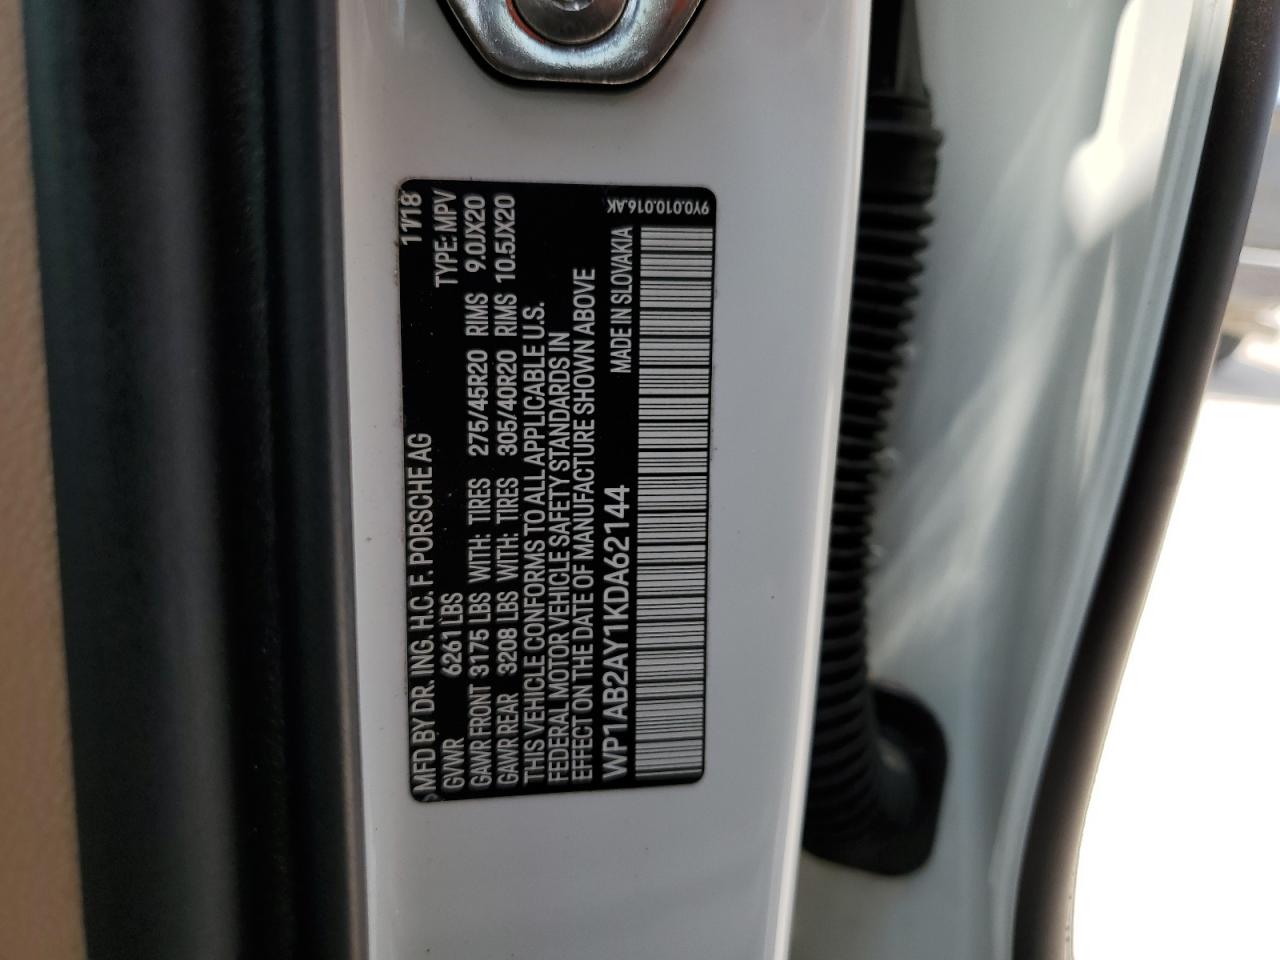 MFD BY DR. ING. H.C. F. PORSCHE AG 11/18
GVWR 6261 LBS TYPE: MPV
GAWR FRONT 3175 LBS WITH: TIRES 275/45R20 RIMS 9.0JX20
GAWR REAR 3208 LBS WITH: TIRES 305/40R20 RIMS 10.5JX20
THIS VEHICLE CONFORMS TO ALL APPLICABLE U.S.
FEDERAL MOTOR VEHICLE SAFETY STANDARDS IN
EFFECT ON THE DATE OF MANUFACTURE SHOWN ABOVE
WP1AB2AY1KDA62144 MADE IN SLOVAKIA
9Y0.010.016.AK